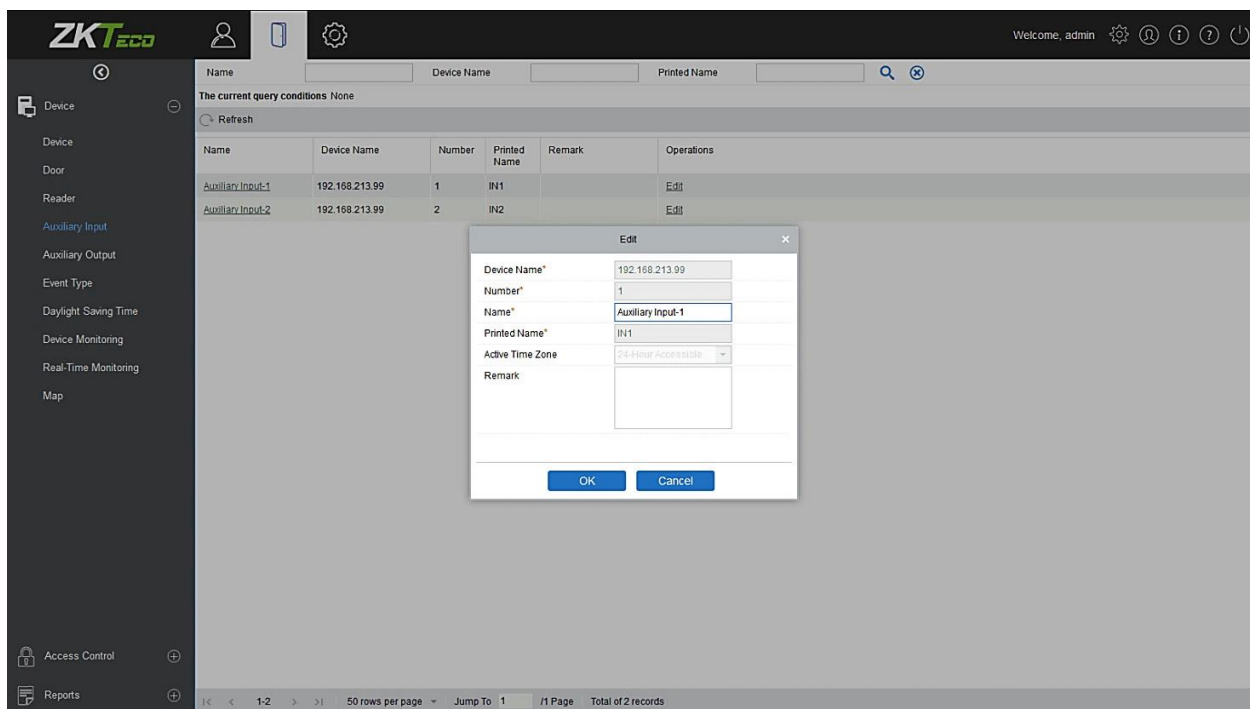 ZKTeco
Welcome, admin
Name Device Name Printed Name
The current query conditions None
Refresh
Name Device Name Number Printed Name Remark Operations
Auxiliary Input-1 192.168.213.99 1 IN1 Edit
Auxiliary Input-2 192.168.213.99 2 IN2 Edit
Device
Device
Door
Reader
Auxiliary Input
Auxiliary Output
Event Type
Daylight Saving Time
Device Monitoring
Real-Time Monitoring
Map
Access Control
Reports
Edit
Device Name* 192.168.213.99
Number* 1
Name* Auxiliary Input-1
Printed Name* IN1
Active Time Zone 24-Hour Accessible
Remark
OK Cancel
1-2 50 rows per page Jump To 1 /1 Page Total of 2 records